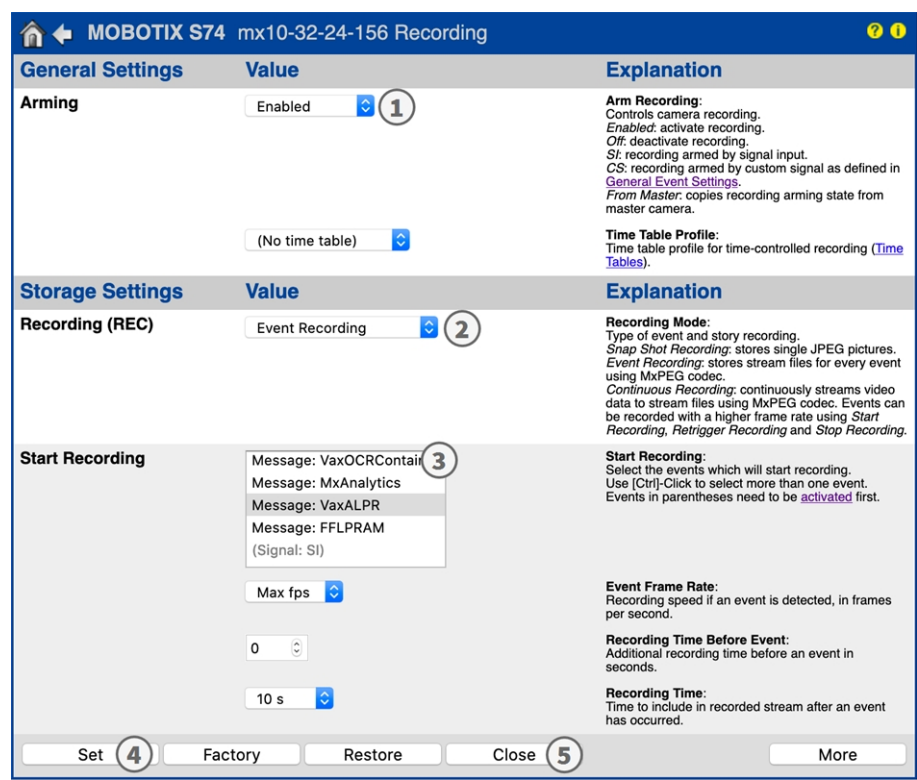 MOBOTIX S74 mx10-32-24-156 Recording ? i
General Settings Value Explanation
Arming
Enabled 1
Arm Recording:
Controls camera recording.
Enabled: activate recording.
Off: deactivate recording.
SI: recording armed by signal input.
CS: recording armed by custom signal as defined in
General Event Settings.
From Master: copies recording arming state from
master camera.
(No time table)
Time Table Profile:
Time table profile for time-controlled recording (Time
Tables).
Storage Settings Value Explanation
Recording (REC)
Event Recording 2
Recording Mode:
Type of event and story recording.
Snap Shot Recording: stores single JPEG pictures.
Event Recording: stores stream files for every event
using MxPEG codec.
Continuous Recording: continuously streams video
data to stream files using MxPEG codec. Events can
be recorded with a higher frame rate using Start
Recording, Retrigger Recording and Stop Recording.
Start Recording
Message: VaxOCRContai 3
Message: MxAnalytics
Message: VaxALPR
Message: FFLPRAM
(Signal: SI)
Start Recording:
Select the events which will start recording.
Use [Ctrl]-Click to select more than one event.
Events in parentheses need to be activated first.
Max fps
Event Frame Rate:
Recording speed if an event is detected, in frames
per second.
0
Recording Time Before Event:
Additional recording time before an event in
seconds.
10 s
Recording Time:
Time to include in recorded stream after an event
has occurred.
Set 4 Factory Restore Close 5 More